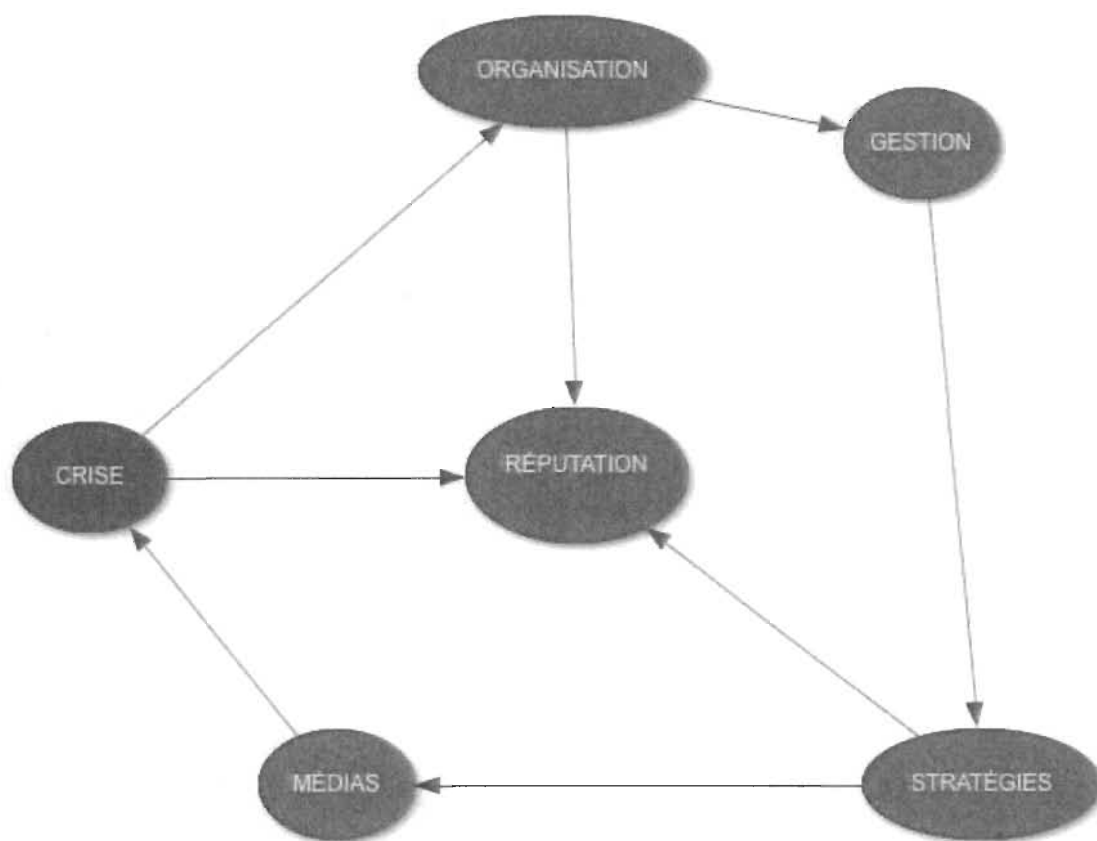 ORGANISATION
GESTION
CRISE
RÉPUTATION
MÉDIAS
STRATÉGIES